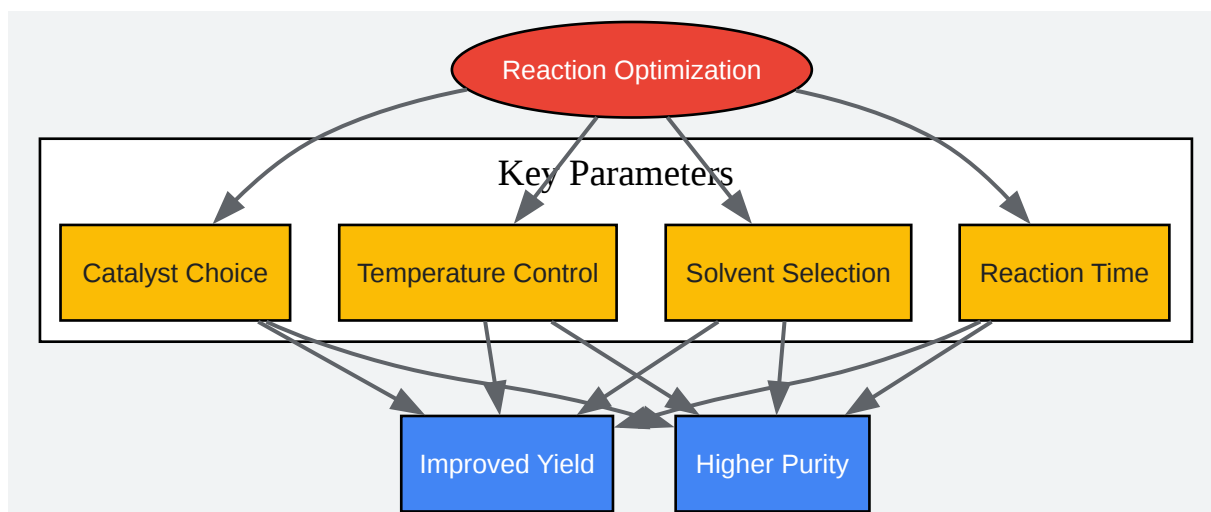 Reaction Optimization
Key Parameters
Catalyst Choice
Temperature Control
Solvent Selection
Reaction Time
Improved Yield
Higher Purity